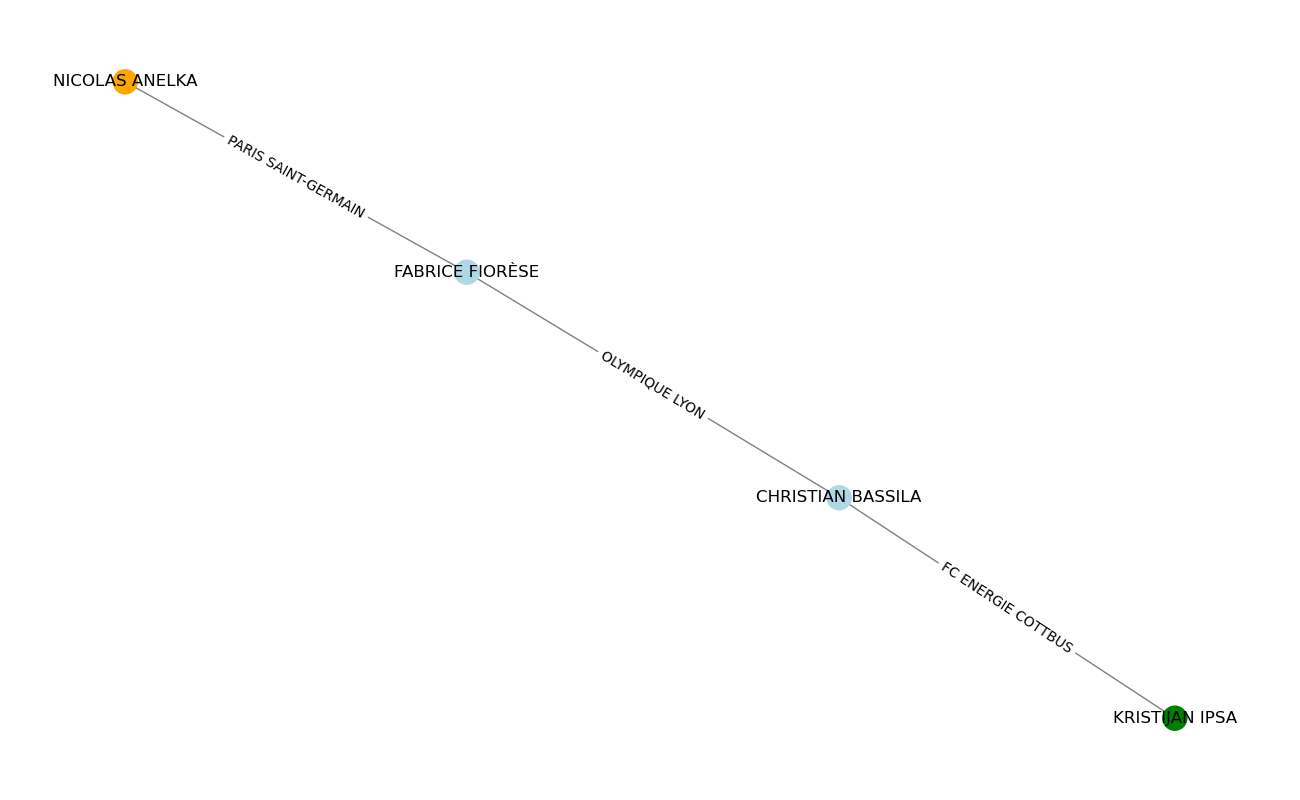 NICOLAS ANELKA
PARIS SAINT-GERMAIN
FABRICE FIORÈSE
OLYMPIQUE LYON
CHRISTIAN BASSILA
FC ENERGIE COTTBUS
KRISTIJAN IPSA